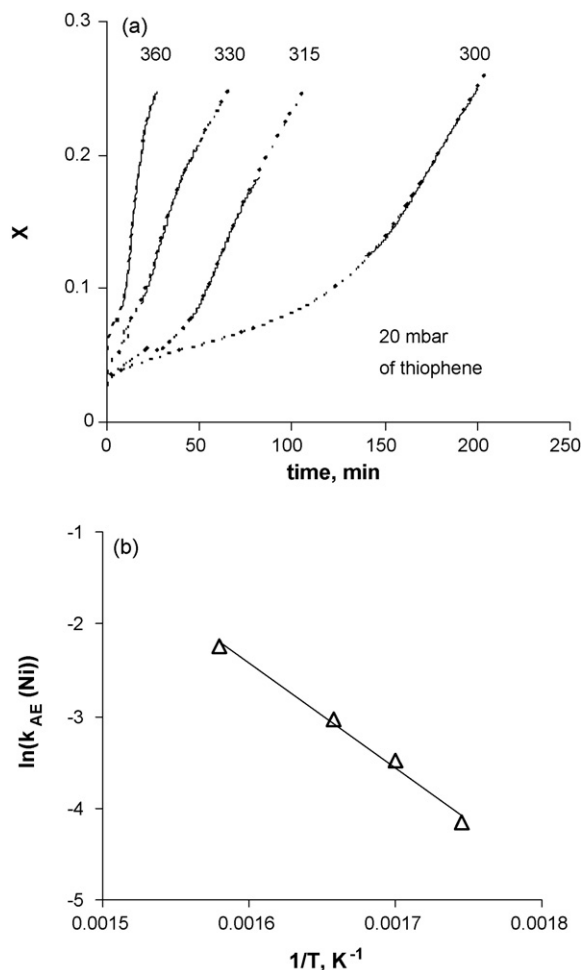 (a)
360 330 315 300
0.3
0.2
0.1
0
X
20 mbar
of thiophene
0 50 100 150 200 250
time, min
(b)
-1
-2
-3
-4
-5
ln(k AE (Ni))
0.0015 0.0016 0.0017 0.0018
1/T, K-1